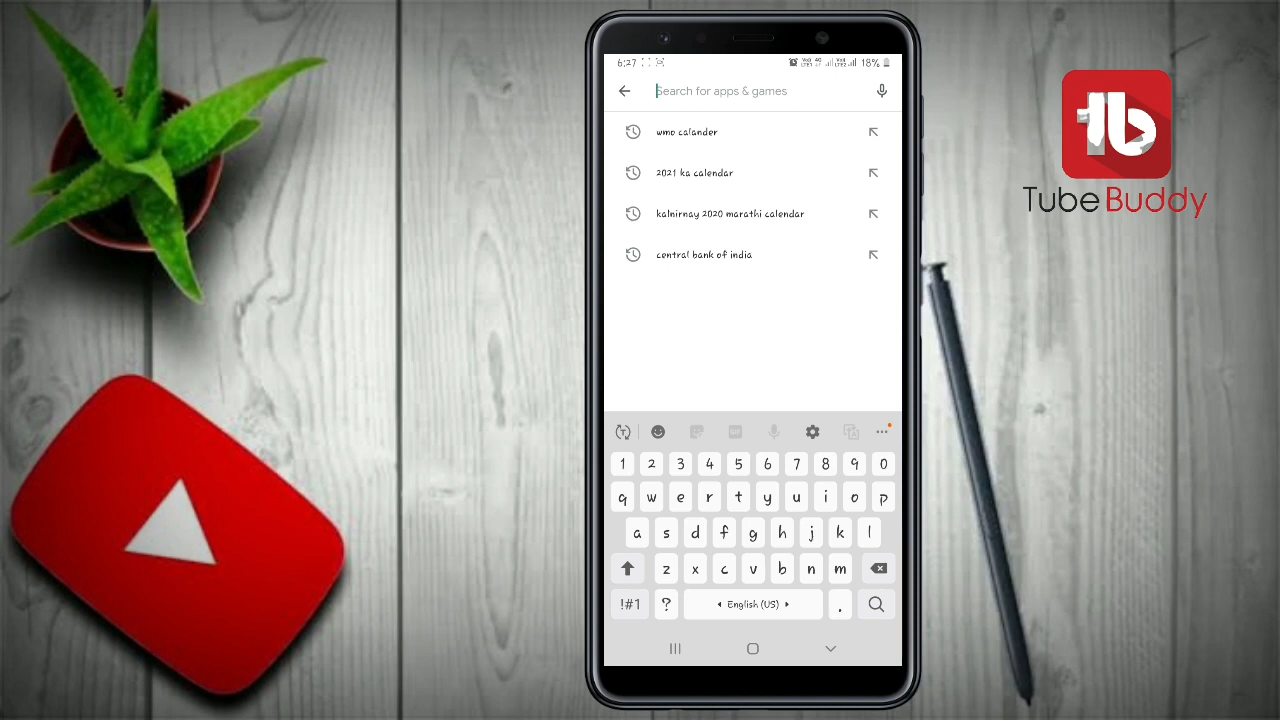 6:27
18%
Search for apps & games
wmo calander
2021 ka calendar
kalnirnay 2020 marathi calendar
central bank of india
1 2 3 4 5 6 7 8 9 0
q w e r t y u i o p
a s d f g h j k l
z x c v b n m
!#1 ? English (US) .
tb
TubeBuddy